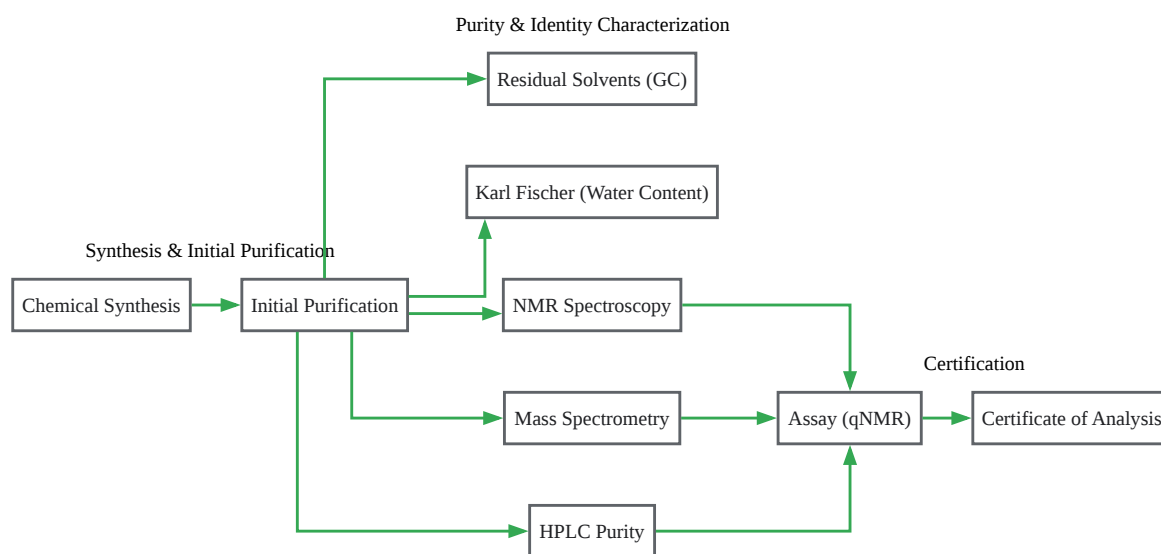 Purity & Identity Characterization
Residual Solvents (GC)
Karl Fischer (Water Content)
Synthesis & Initial Purification
Chemical Synthesis
Initial Purification
NMR Spectroscopy
Certification
Mass Spectrometry
Assay (qNMR)
Certificate of Analysis
HPLC Purity